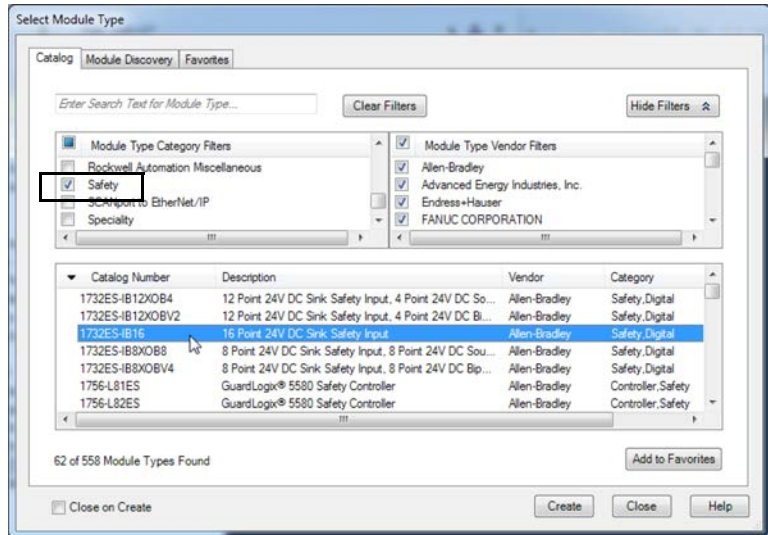 Select Module Type
Catalog Module Discovery Favorites
Enter Search Text for Module Type... Clear Filters Hide Filters
Module Type Category Filters Module Type Vendor Filters
Rockwell Automation Miscellaneous Allen-Bradley
Safety Advanced Energy Industries, Inc.
SCANport to EtherNet/IP Endress+Hauser
Speciality FANUC CORPORATION
Catalog Number Description Vendor Category
1732ES-IB12XOB4 12 Point 24V DC Sink Safety Input, 4 Point 24V DC So... Allen-Bradley Safety,Digital
1732ES-IB12XOBV2 12 Point 24V DC Sink Safety Input, 4 Point 24V DC Bi... Allen-Bradley Safety,Digital
1732ES-IB16 16 Point 24V DC Sink Safety Input Allen-Bradley Safety,Digital
1732ES-IB8XOB8 8 Point 24V DC Sink Safety Input, 8 Point 24V DC Sou... Allen-Bradley Safety,Digital
1732ES-IB8XOBV4 8 Point 24V DC Sink Safety Input, 8 Point 24V DC Bip... Allen-Bradley Safety,Digital
1756-L81ES GuardLogix® 5580 Safety Controller Allen-Bradley Controller,Safety
1756-L82ES GuardLogix® 5580 Safety Controller Allen-Bradley Controller,Safety
62 of 558 Module Types Found Add to Favorites
Close on Create Create Close Help